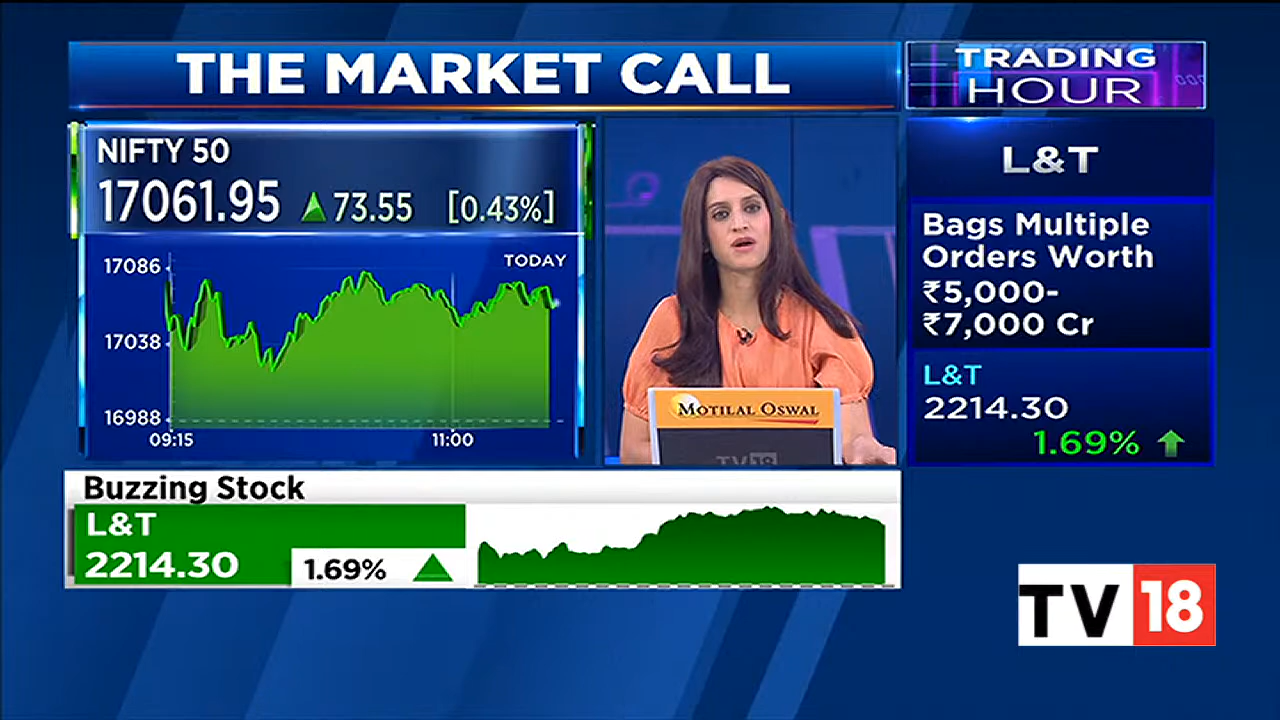 THE MARKET CALL
TRADING
HOUR
NIFTY 50
17061.95 ▲ 73.55 [0.43%]
TODAY
17086
17038
16988
09:15 11:00
MOTILAL OSWAL
TV18
L&T
Bags Multiple
Orders Worth
₹5,000-
₹7,000 Cr
L&T
2214.30
1.69% ↑
Buzzing Stock
L&T
2214.30 1.69% ▲
TV18